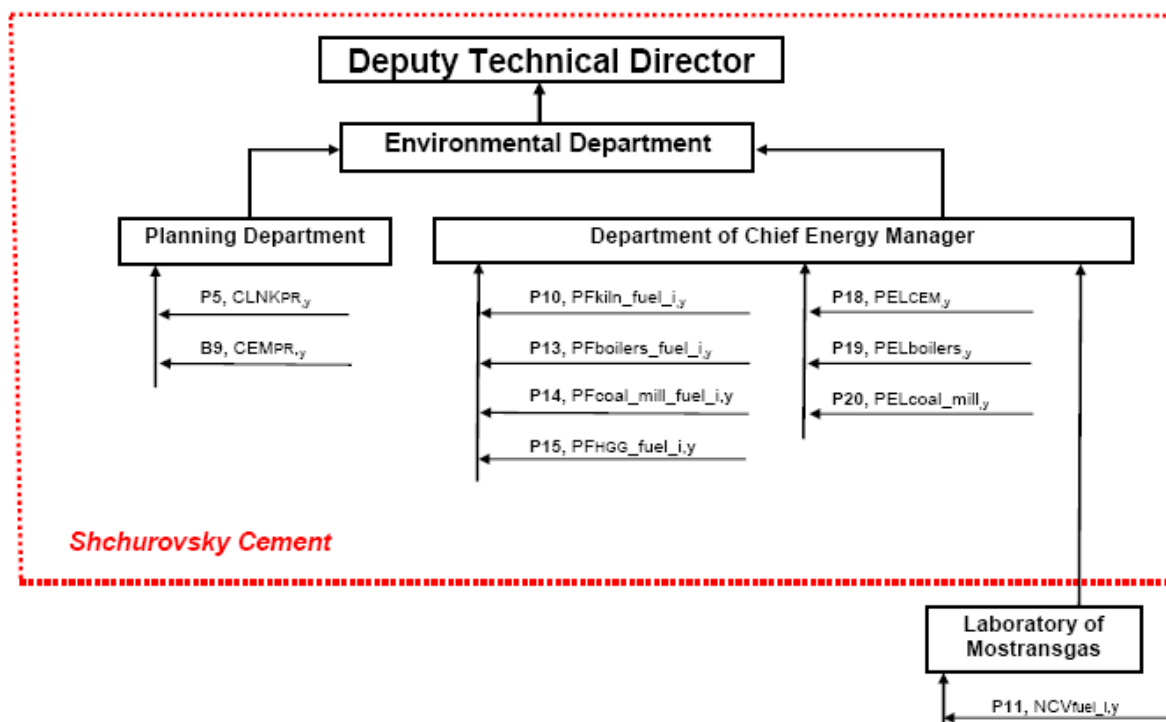 Deputy Technical Director
Environmental Department
Planning Department
Department of Chief Energy Manager
P5, CLNKPR,y
B9, CEMPR,y
P10, PFkiln_fuel_i,y
P13, PFboilers_fuel_i,y
P14, PFcoal_mill_fuel_i,y
P15, PFHGG_fuel_i,y
P18, PELCEM,y
P19, PELboilers,y
P20, PELcoal_mill,y
Shchurovsky Cement
Laboratory of
Mostransgas
P11, NCVfuel_i,y